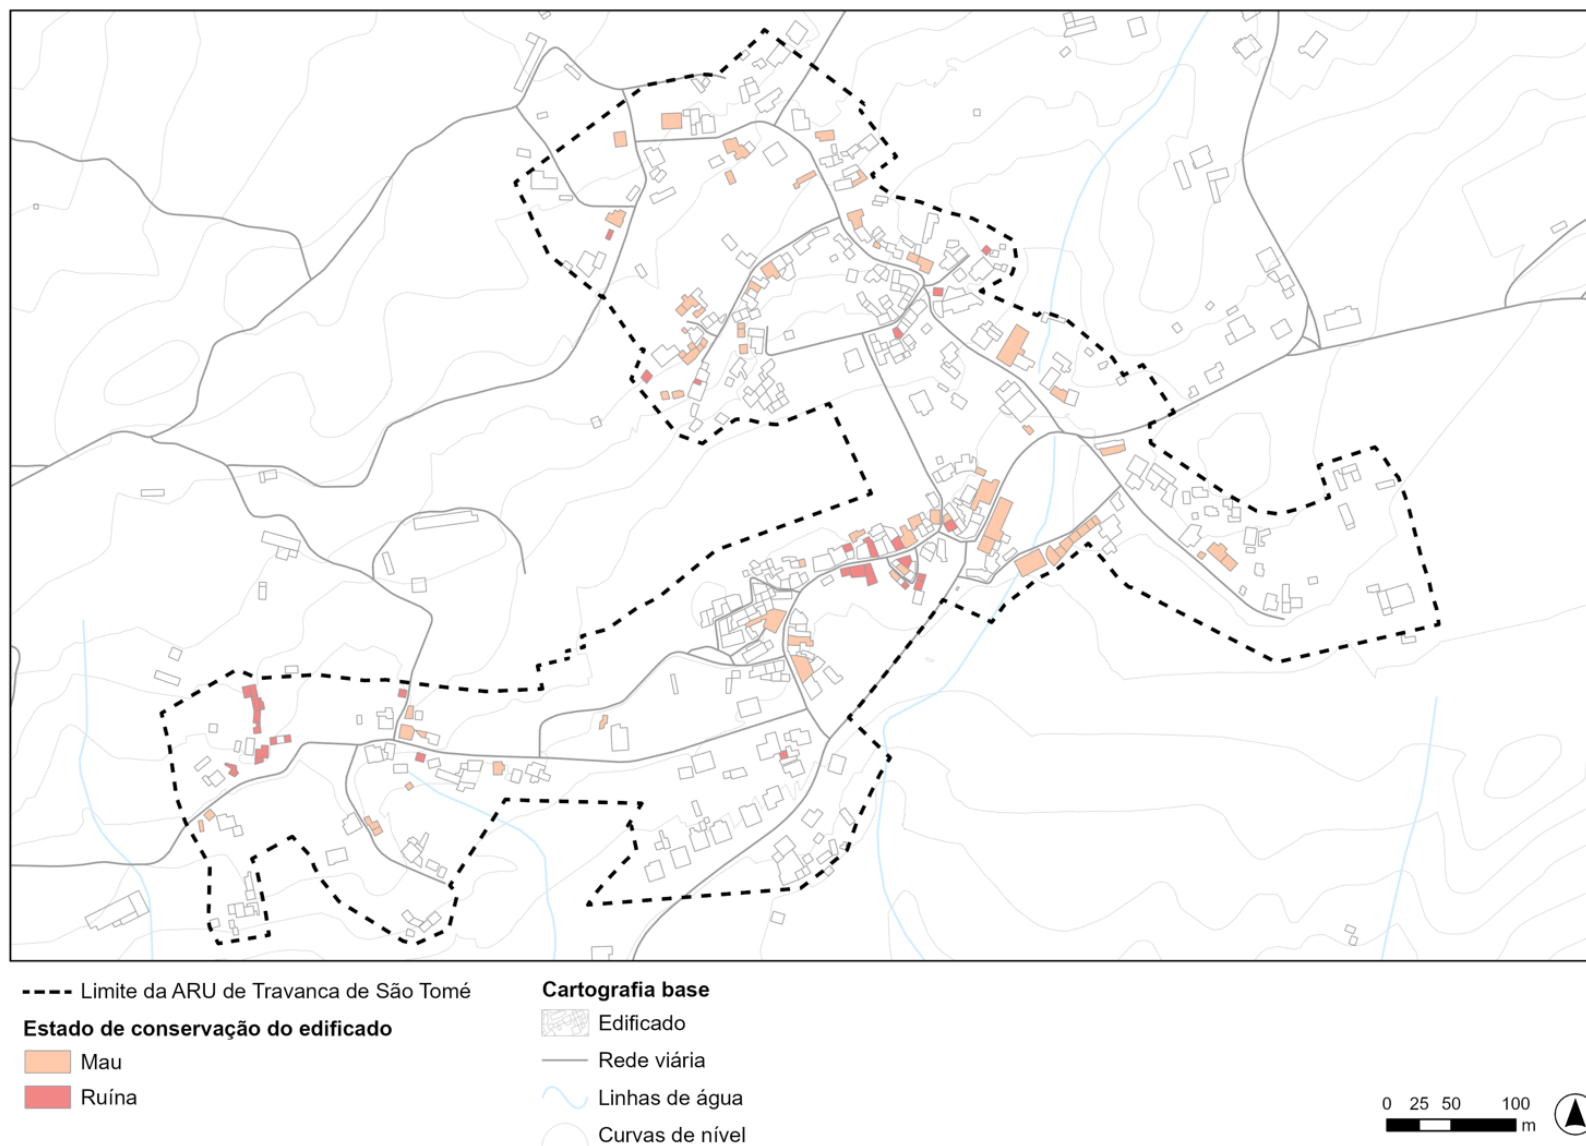 Limite da ARU de Travanca de São Tomé
Estado de conservação do edificado
Mau
Ruína
Cartografia base
Edificado
Rede viária
Linhas de água
Curvas de nível
0 25 50 100
m